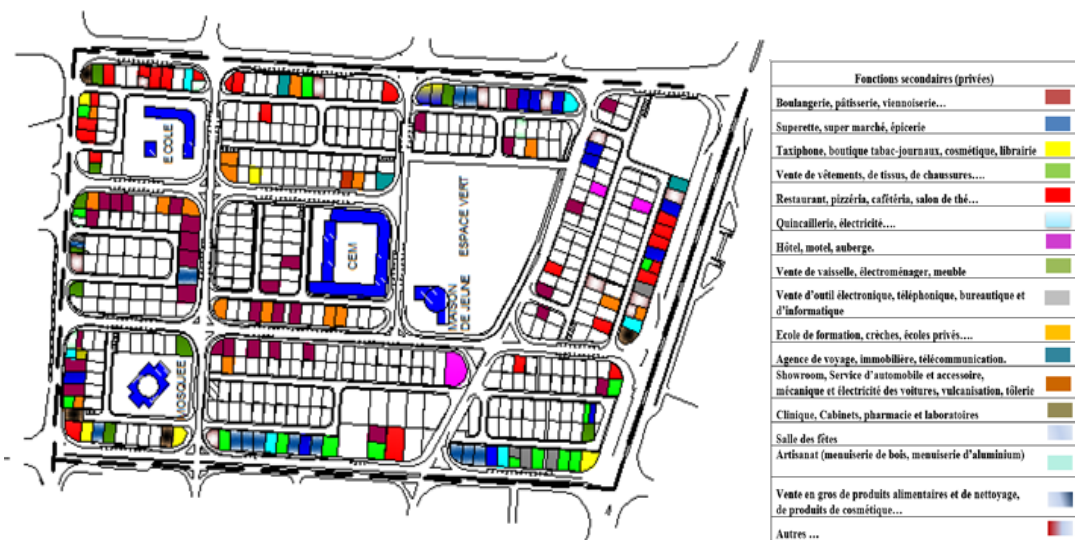 ECOLE
CEM
MAISON
DE JEUNE
ESPACE VERT
MOSQUEE
Fonctions secondaires (privées)
Boulangerie, pâtisserie, viennoiserie…
Superette, super marché, épicerie
Taxiphone, boutique tabac-journaux, cosmétique, librairie
Vente de vêtements, de tissus, de chaussures….
Restaurant, pizzéria, cafétéria, salon de thé…
Quincaillerie, électricité….
Hôtel, motel, auberge.
Vente de vaisselle, électroménager, meuble
Vente d'outil électronique, téléphonique, bureautique et
d'informatique
Ecole de formation, crèches, écoles privés….
Agence de voyage, immobilière, télécommunication.
Showroom, Service d'automobile et accessoire,
mécanique et électricité des voitures, vulcanisation, tôlerie
Clinique, Cabinets, pharmacie et laboratoires
Salle des fêtes
Artisanat (menuiserie de bois, menuiserie d'aluminium)
Vente en gros de produits alimentaires et de nettoyage,
de produits de cosmétique…
Autres …